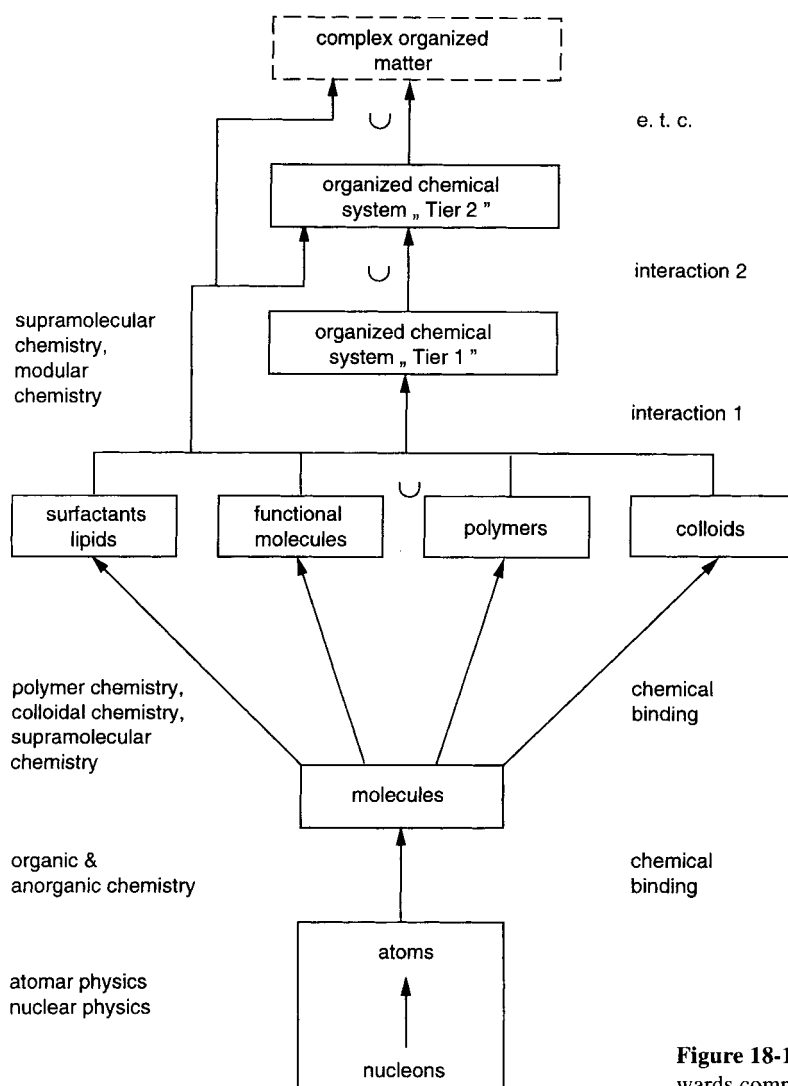 complex organized
matter
e. t. c.
organized chemical
system „ Tier 2 ”
interaction 2
supramolecular
chemistry,
modular
chemistry
organized chemical
system „ Tier 1 ”
interaction 1
surfactants
lipids
functional
molecules
polymers
colloids
polymer chemistry,
colloidal chemistry,
supramolecular
chemistry
chemical
binding
molecules
organic &
anorganic chemistry
chemical
binding
atoms
atomar physics
nuclear physics
nucleons
Figure 18-1
wards comp